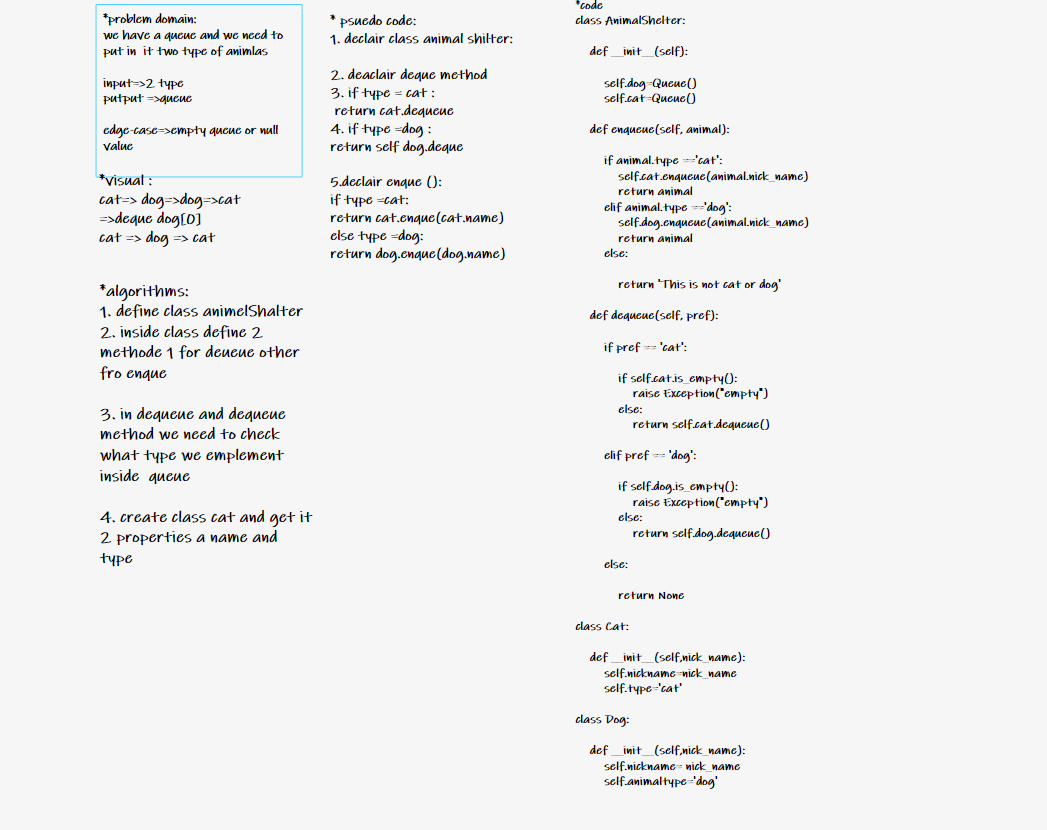 *problem domain:
we have a queue and we need to
put in it two type of animlas
input=>2 type
putput =>queue
edge-case=>empty queue or null
value
*visual :
cat=> dog=>dog=>cat
=>deque dog[0]
cat => dog => cat
*algorithms:
1. define class animelShalter
2. inside class define 2
methode 1 for deueue other
fro enque
3. in dequeue and dequeue
method we need to check
what type we emplement
inside queue
4. create class cat and get it
2 properties a name and
type
* psuedo code:
1. declair class animal shilter:
2. deaclair deque method
3. if type = cat :
return cat.dequeue
4. if type =dog :
return self dog.deque
5.declair enque ():
if type =cat:
return cat.enque(cat.name)
else type =dog:
return dog.enque(dog.name)
*code
class AnimalShelter:
def __init__(self):
self.dog=Queue()
self.cat=Queue()
def enqueue(self, animal):
if animal.type =='cat':
self.cat.enqueue(animal.nick_name)
return animal
elif animal.type =='dog':
self.dog.enqueue(animal.nick_name)
return animal
else:
return 'This is not cat or dog'
def dequeue(self, pref):
if pref == 'cat':
if self.cat.is_empty():
raise Exception("empty")
else:
return self.cat.dequeue()
elif pref == 'dog':
if self.dog.is_empty():
raise Exception("empty")
else:
return self.dog.dequeue()
else:
return None
class Cat:
def __init__(self,nick_name):
self.nickname=nick_name
self.type='cat'
class Dog:
def __init__(self,nick_name):
self.nickname= nick_name
self.animaltype='dog'